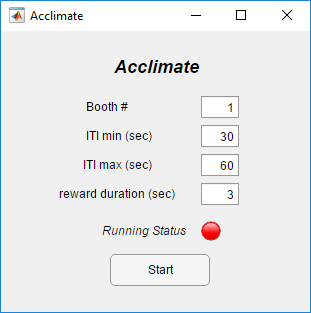 Acclimate
Acclimate
Booth # 1
ITI min (sec) 30
ITI max (sec) 60
reward duration (sec) 3
Running Status
Start